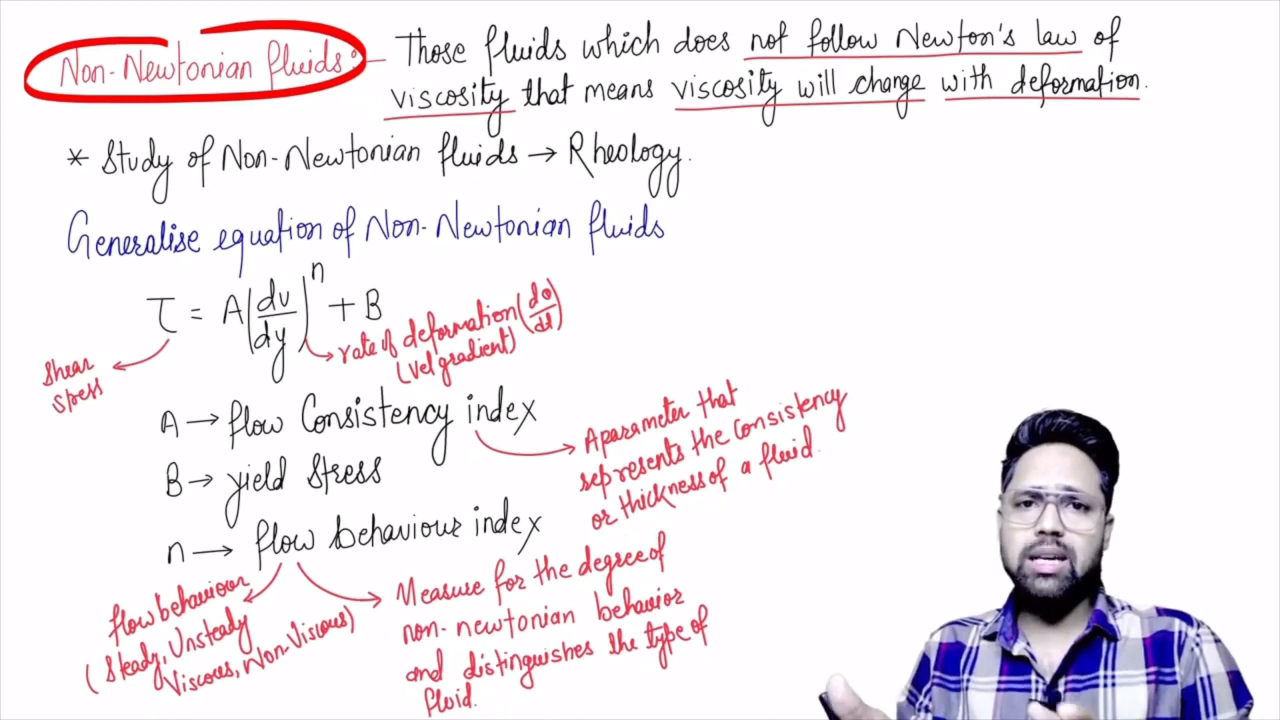 Non-Newtonian fluids:- Those fluids which does not follow Newton's law of
viscosity that means viscosity will change with deformation.
* Study of Non-Newtonian fluids → Rheology.
Generalise equation of Non-Newtonian fluids
τ = A(du/dy)^n + B
Shear
stress
rate of deformation (dθ/dt)
(vel gradient)
A → flow Consistency index
A parameter that
represents the consistency
or thickness of a fluid.
B → yield stress
n → flow behaviour index
flow behaviour
(Steady, Unsteady
Viscous, Non-Viscous)
Measure for the degree of
non-newtonian behavior
and distinguishes the type of
fluid.